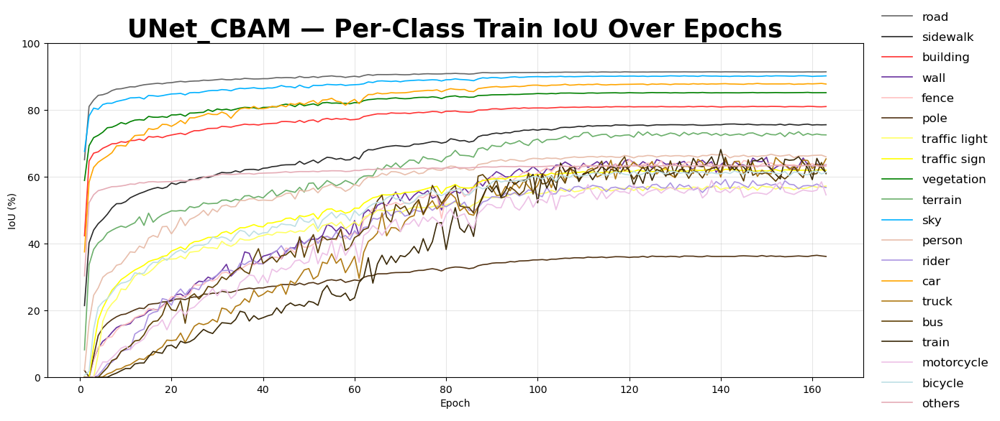 UNet_CBAM — Per-Class Train IoU Over Epochs
IoU (%)
100
80
60
40
20
0
0 20 40 60 80 100 120 140 160
Epoch
road
sidewalk
building
wall
fence
pole
traffic light
traffic sign
vegetation
terrain
sky
person
rider
car
truck
bus
train
motorcycle
bicycle
others